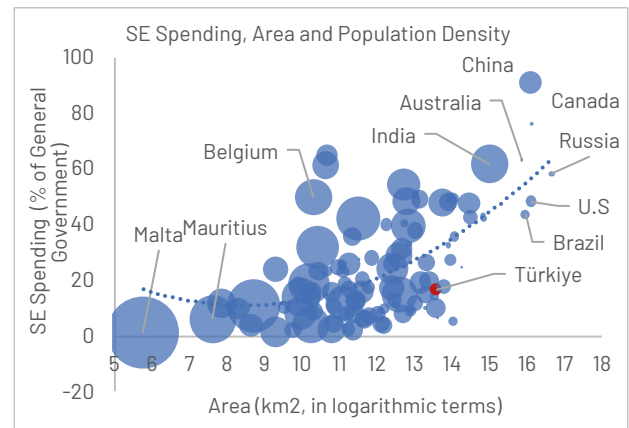 SE Spending, Area and Population Density
SE Spending (% of General
Government)
100
80
60
40
20
0
-20
China
Canada
Australia
India
Russia
Belgium
U.S
Malta
Mauritius
Brazil
Türkiye
5 6 7 8 9 10 11 12 13 14 15 16 17 18
Area (km2, in logarithmic terms)